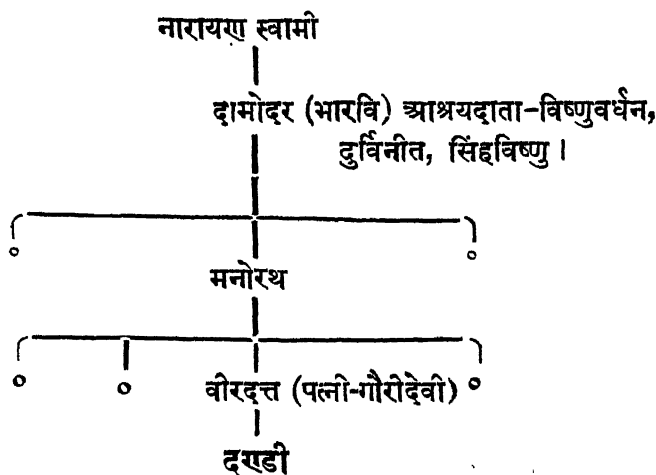 नारायण स्वामी
दामोदर (भारवि) आश्रयदाता-विष्णुवर्धन,
दुर्विनीत, सिंहविष्णु ।
मनोरथ
वीरदत्त (पत्नी-गौरीदेवी)
दण्डी